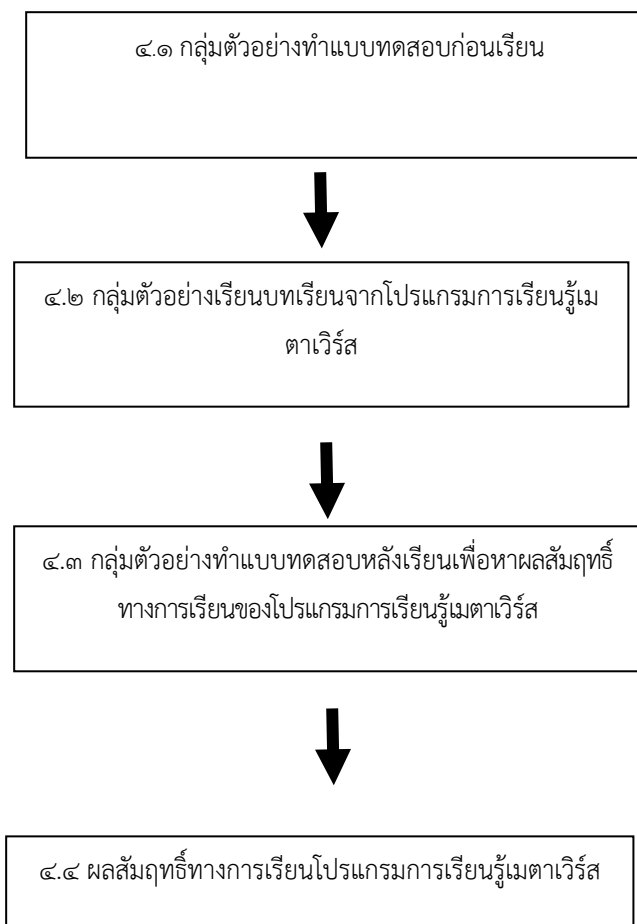 ๔.๑ กลุ่มตัวอย่างทำแบบทดสอบก่อนเรียน
๔.๒ กลุ่มตัวอย่างเรียนบทเรียนจากโปรแกรมการเรียนรู้เม
ตาเวิร์ส
๔.๓ กลุ่มตัวอย่างทำแบบทดสอบหลังเรียนเพื่อหาผลสัมฤทธิ์
ทางการเรียนของโปรแกรมการเรียนรู้เมตาเวิร์ส
๔.๔ ผลสัมฤทธิ์ทางการเรียนโปรแกรมการเรียนรู้เมตาเวิร์ส